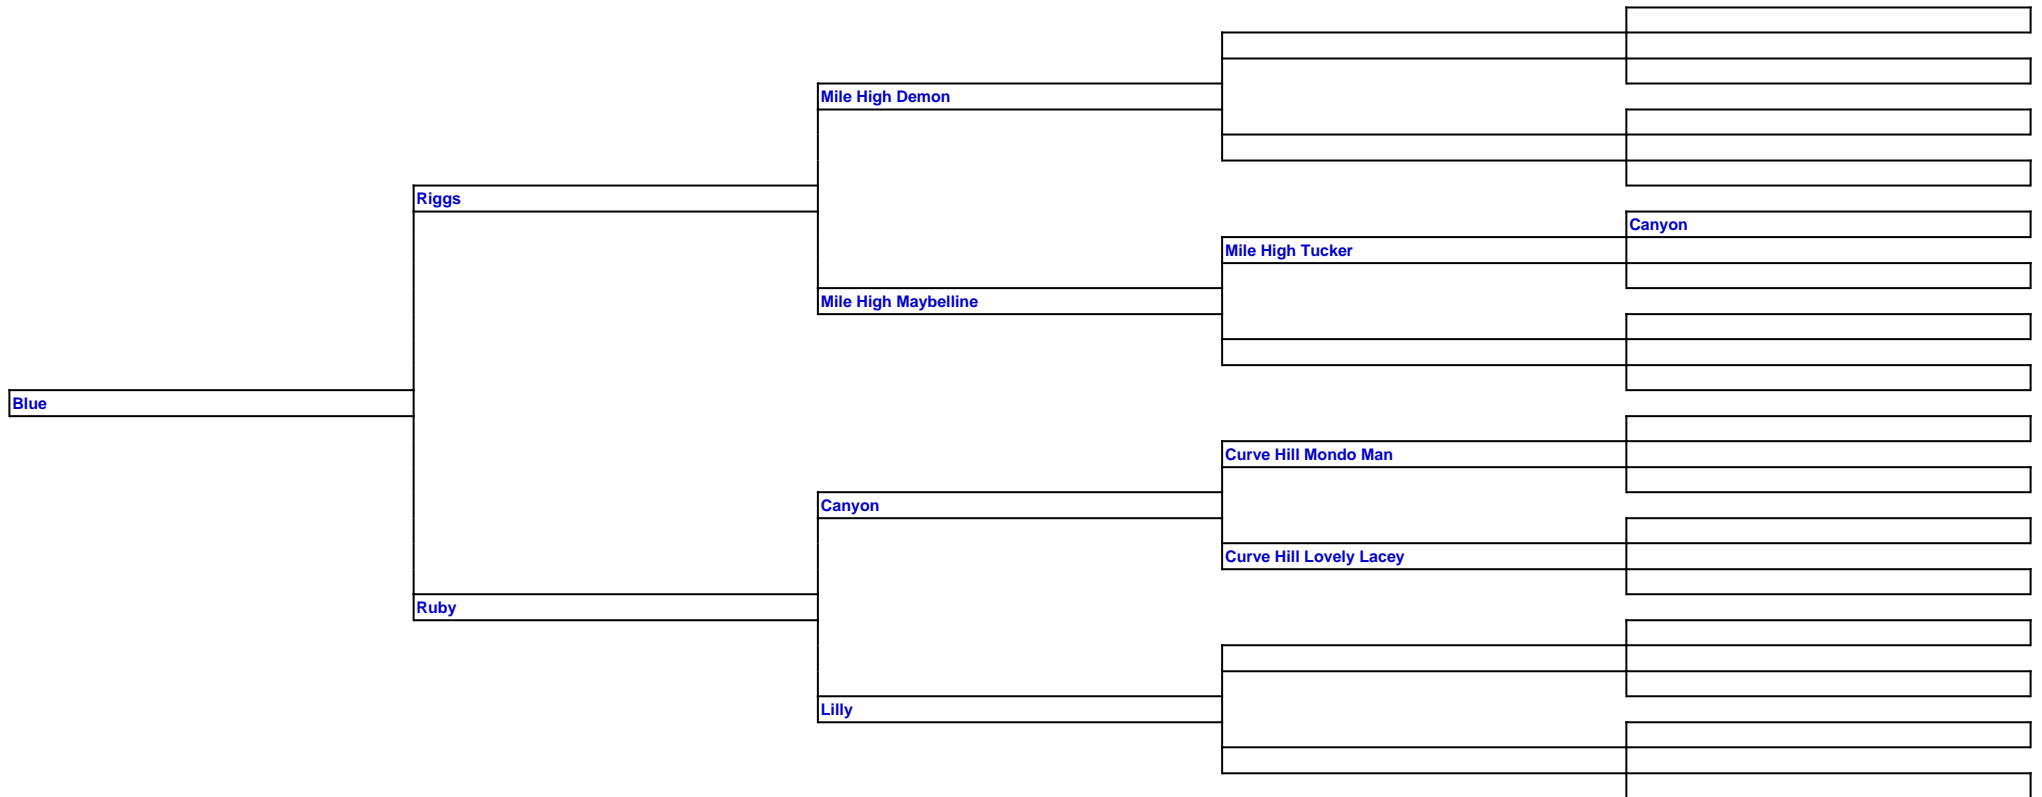 Mile High Demon
Riggs
Canyon
Mile High Tucker
Mile High Maybelline
Blue
Curve Hill Mondo Man
Canyon
Curve Hill Lovely Lacey
Ruby
Lilly